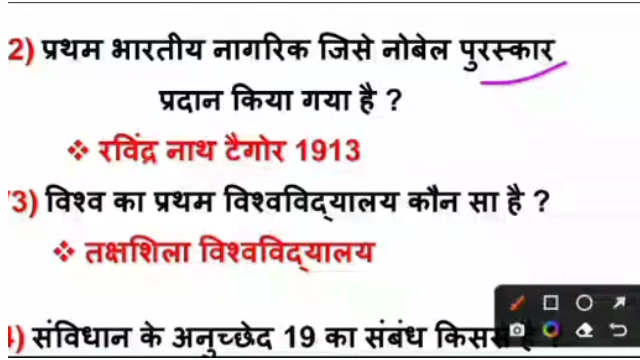 2) प्रथम भारतीय नागरिक जिसे नोबेल पुरस्कार
प्रदान किया गया है ?
❖ रविंद्र नाथ टैगोर 1913
3) विश्व का प्रथम विश्वविद्यालय कौन सा है ?
❖ तक्षशिला विश्वविद्यालय
) संविधान के अनुच्छेद 19 का संबंध किससे है ?